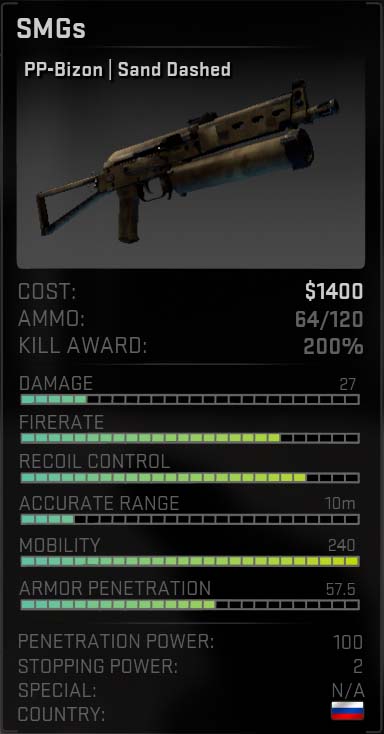 SMGs
PP-Bizon | Sand Dashed
COST: $1400
AMMO: 64/120
KILL AWARD: 200%
DAMAGE 27
FIRERATE
RECOIL CONTROL
ACCURATE RANGE 10m
MOBILITY 240
ARMOR PENETRATION 57.5
PENETRATION POWER: 100
STOPPING POWER: 2
SPECIAL: N/A
COUNTRY: